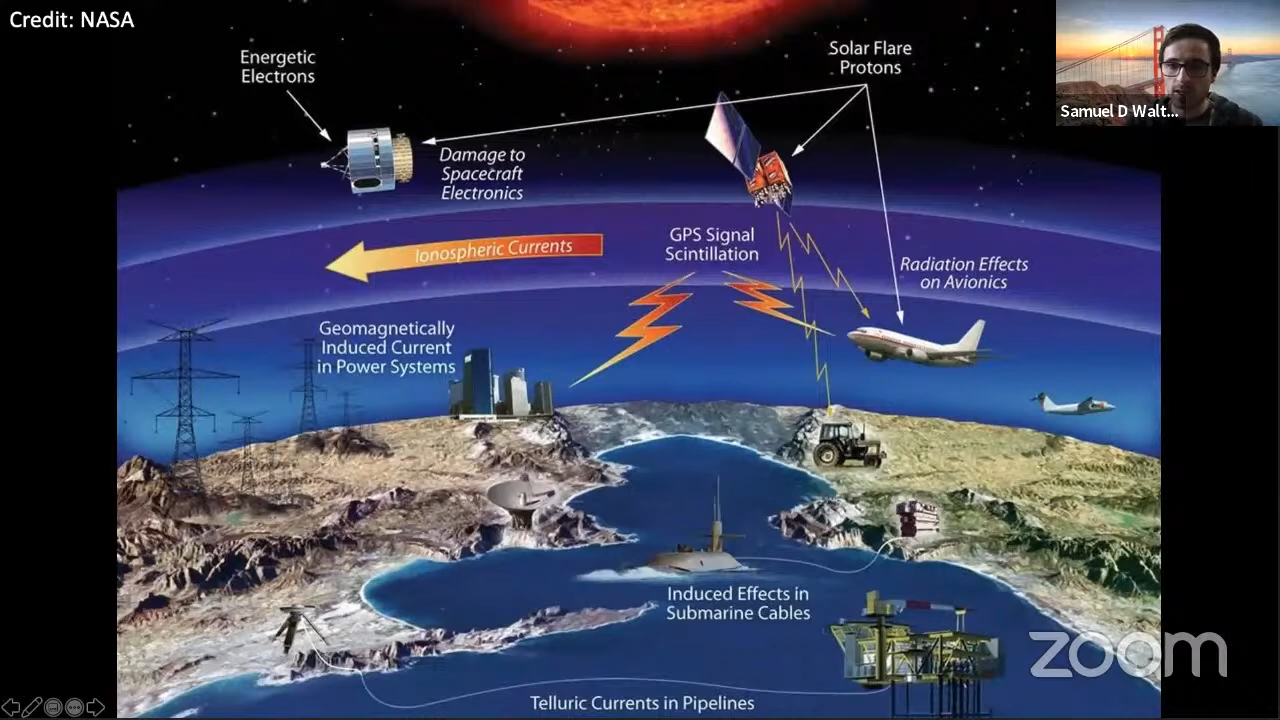 Credit: NASA
Energetic
Electrons
Solar Flare
Protons
Samuel D Walt...
Damage to
Spacecraft
Electronics
Ionospheric Currents
GPS Signal
Scintillation
Radiation Effects
on Avionics
Geomagnetically
Induced Current
in Power Systems
Induced Effects in
Submarine Cables
zoom
Telluric Currents in Pipelines